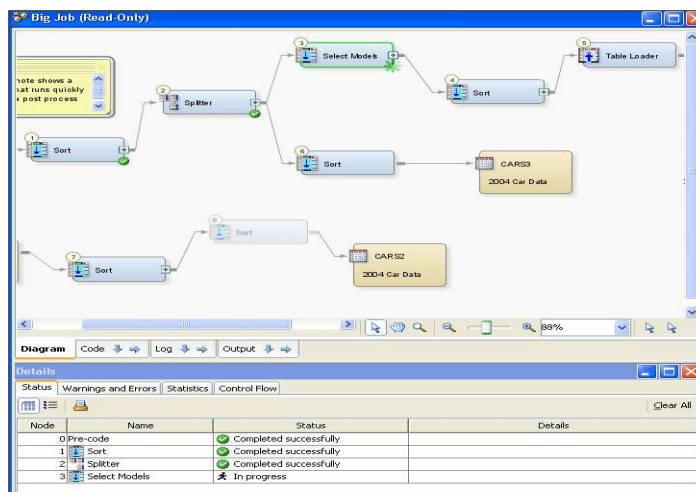 Big Job (Read-Only)
note shows a
hat runs quickly
a post process
1
Sort
2
Splitter
3
Select Models
4
Sort
5
Table Loader
6
Sort
CARS3
2004 Car Data
7
Sort
Sort
CARS2
2004 Car Data
88%
Diagram Code Log Output
Details
Status Warnings and Errors Statistics Control Flow
Clear All
Node Name Status Details
0 Pre-code Completed successfully
1 Sort Completed successfully
2 Splitter Completed successfully
3 Select Models In progress